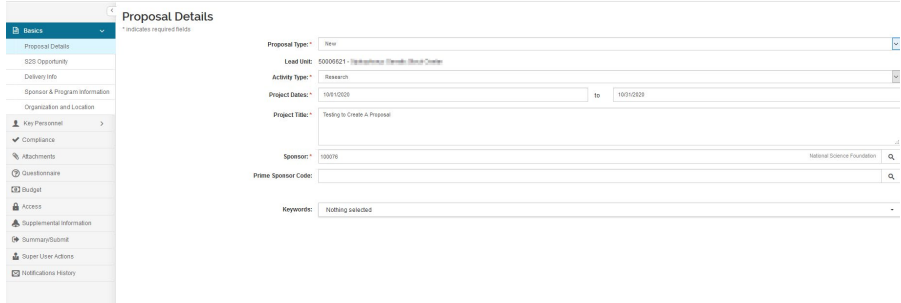 Proposal Details
* indicates required fields
Basics
Proposal Details
S2S Opportunity
Delivery Info
Sponsor & Program Information
Organization and Location
Key Personnel
Compliance
Attachments
Questionnaire
Budget
Access
Supplemental Information
Summary/Submit
Super User Actions
Notifications History
Proposal Type: * New
Lead Unit: 50006821 -
Activity Type: * Research
Project Dates: * 10/01/2020 to 10/31/2020
Project Title: * Testing to Create A Proposal
Sponsor: * 100076 National Science Foundation
Prime Sponsor Code:
Keywords: Nothing selected